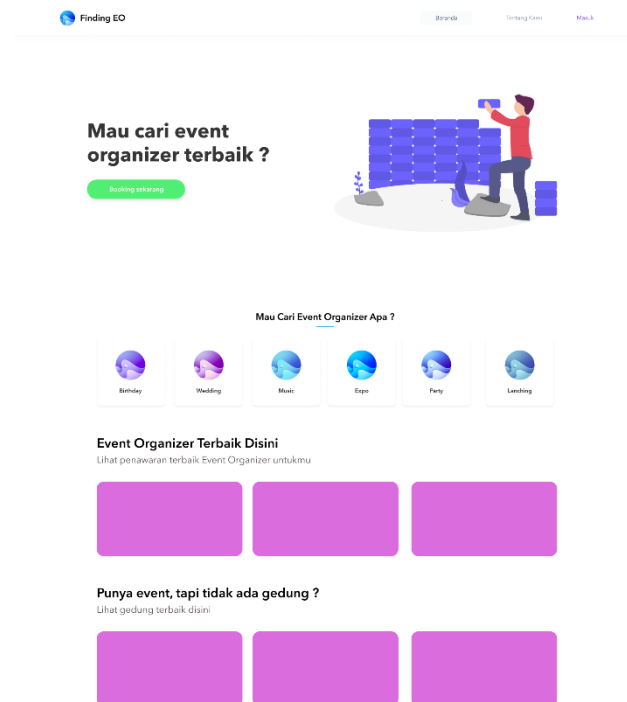 Finding EO
Beranda
Tentang Kami
Masuk
Mau cari event
organizer terbaik ?
Booking sekarang
Mau Cari Event Organizer Apa ?
Birthday
Wedding
Music
Expo
Party
Lanching
Event Organizer Terbaik Disini
Lihat penawaran terbaik Event Organizer untukmu
Punya event, tapi tidak ada gedung ?
Lihat gedung terbaik disini